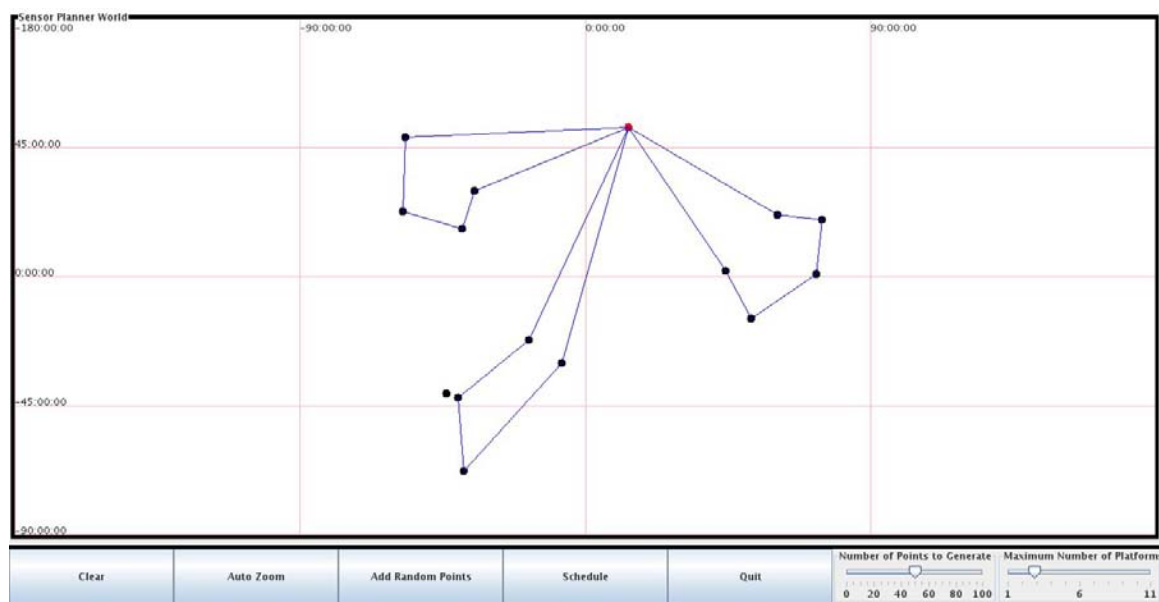 Sensor Planner World
-180:00:00 -90:00:00 0:00:00 90:00:00
45:00:00
0:00:00
-45:00:00
-90:00:00
Clear Auto Zoom Add Random Points Schedule Quit
Number of Points to Generate
0 20 40 60 80 100
Maximum Number of Platform
1 6 11